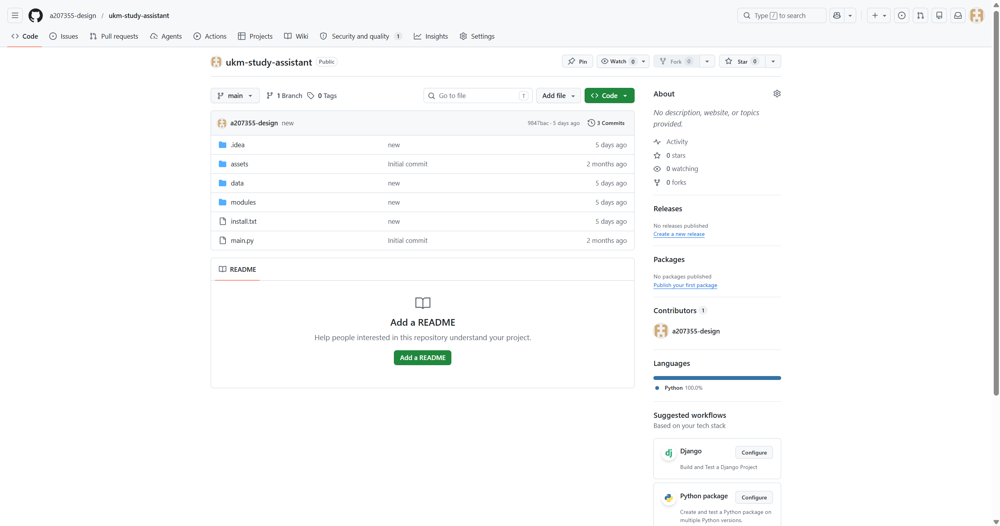 a207355-design / ukm-study-assistant
Type / to search
Code Issues Pull requests Agents Actions Projects Wiki Security and quality 1 Insights Settings
ukm-study-assistant Public
Pin Watch 0 Fork 0 Star 0
main 1 Branch 0 Tags Go to file T Add file Code
a207355-design new 9847bac · 5 days ago 3 Commits
.idea new 5 days ago
assets Initial commit 2 months ago
data new 5 days ago
modules new 5 days ago
install.txt new 5 days ago
main.py Initial commit 2 months ago
README
Add a README
Help people interested in this repository understand your project.
Add a README
About
No description, website, or topics
provided.
Activity
0 stars
0 watching
0 forks
Releases
No releases published
Create a new release
Packages
No packages published
Publish your first package
Contributors 1
a207355-design
Languages
Python 100.0%
Suggested workflows
Based on your tech stack
dj Django Configure
Build and Test a Django Project
Python package Configure
Create and test a Python package on
multiple Python versions.